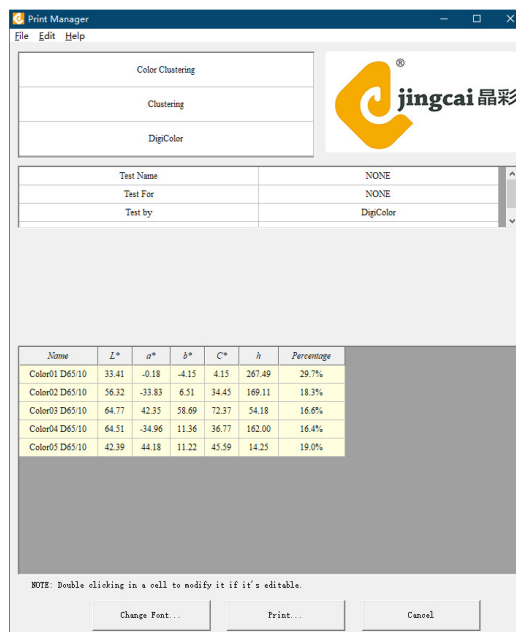 Print Manager
File Edit Help
Color Clustering
Clustering
DigiColor
®
jingcai 晶彩
Test Name NONE
Test For NONE
Test by DigiColor
Name L* a* b* C* h Percentage
Color01 D65/10 33.41 -0.18 -4.15 4.15 267.49 29.7%
Color02 D65/10 56.32 -33.83 6.51 34.45 169.11 18.3%
Color03 D65/10 64.77 42.35 58.69 72.37 54.18 16.6%
Color04 D65/10 64.51 -34.96 11.36 36.77 162.00 16.4%
Color05 D65/10 42.39 44.18 11.22 45.59 14.25 19.0%
NOTE: Double clicking in a cell to modify it if it's editable.
Change Font... Print... Cancel